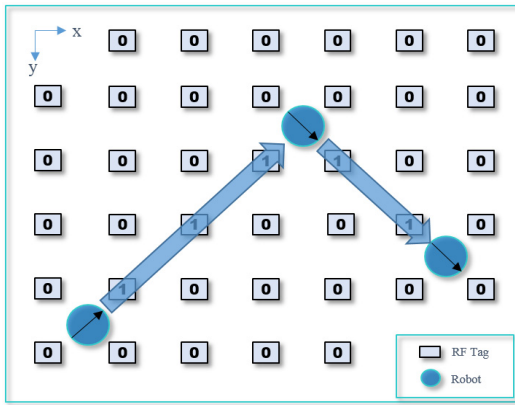 x
0 0 0 0 0 0
y
0 0 0 0 0 0 0
0 0 0 1 1 0 0
0 0 1 0 0 1 0
0 1 0 0 0 0 0
0 0 0 0 0
RF Tag
Robot